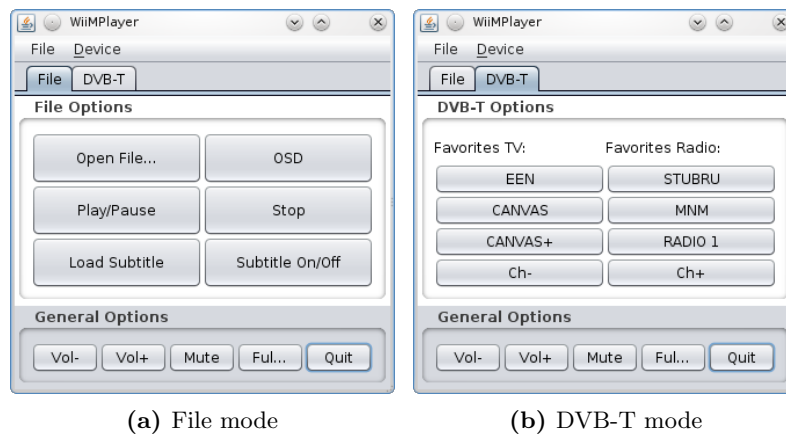 WiiMPlayer
File Device
File DVB-T
File Options
Open File... OSD
Play/Pause Stop
Load Subtitle Subtitle On/Off
General Options
Vol- Vol+ Mute Ful... Quit
(a) File mode
WiiMPlayer
File Device
File DVB-T
DVB-T Options
Favorites TV: Favorites Radio:
EEN STUBRU
CANVAS MNM
CANVAS+ RADIO 1
Ch- Ch+
General Options
Vol- Vol+ Mute Ful... Quit
(b) DVB-T mode